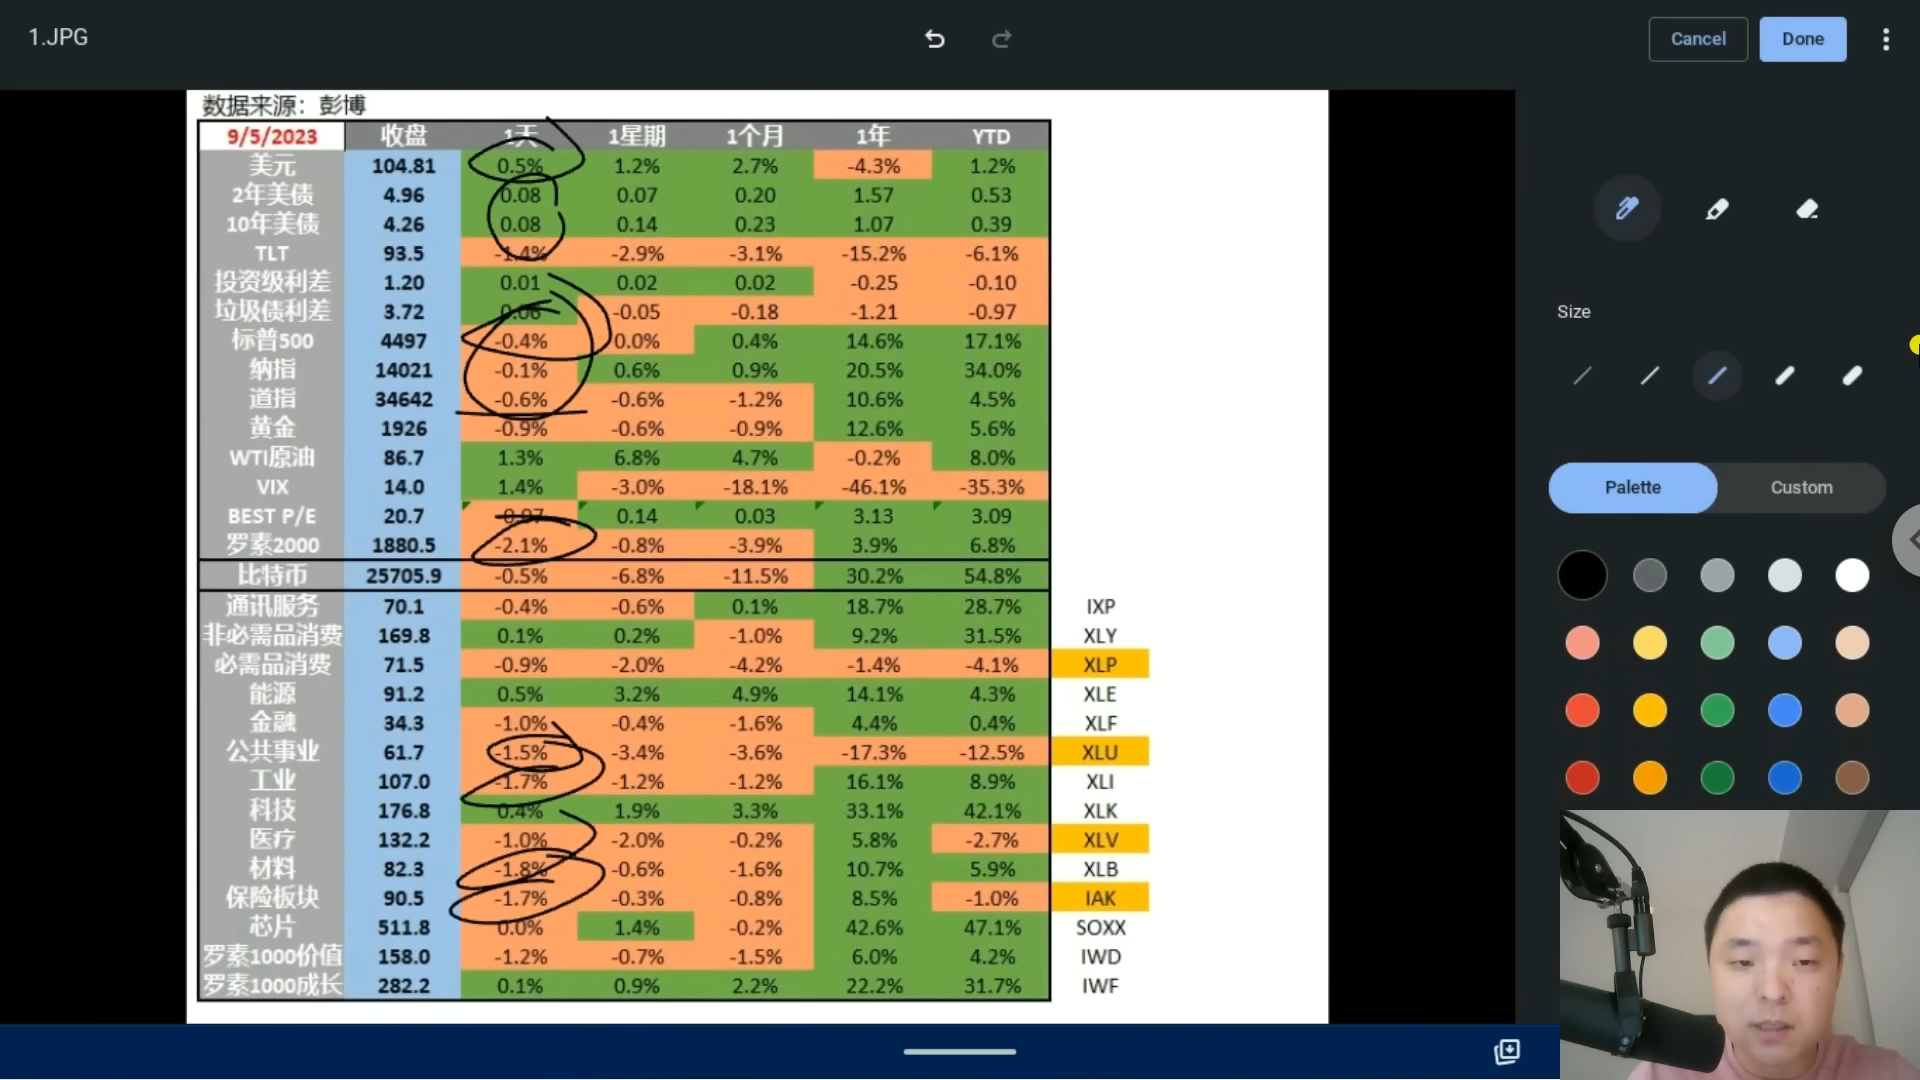 1.JPG
Cancel
Done
数据来源：彭博
9/5/2023 收盘 1天 1星期 1个月 1年 YTD
美元 104.81 0.5% 1.2% 2.7% -4.3% 1.2%
2年美债 4.96 0.08 0.07 0.20 1.57 0.53
10年美债 4.26 0.08 0.14 0.23 1.07 0.39
TLT 93.5 -1.4% -2.9% -3.1% -15.2% -6.1%
投资级利差 1.20 0.01 0.02 0.02 -0.25 -0.10
垃圾债利差 3.72 0.06 -0.05 -0.18 -1.21 -0.97
标普500 4497 -0.4% 0.0% 0.4% 14.6% 17.1%
纳指 14021 -0.1% 0.6% 0.9% 20.5% 34.0%
道指 34642 -0.6% -0.6% -1.2% 10.6% 4.5%
黄金 1926 -0.9% -0.6% -0.9% 12.6% 5.6%
WTI原油 86.7 1.3% 6.8% 4.7% -0.2% 8.0%
VIX 14.0 1.4% -3.0% -18.1% -46.1% -35.3%
BEST P/E 20.7 -0.07 0.14 0.03 3.13 3.09
罗素2000 1880.5 -2.1% -0.8% -3.9% 3.9% 6.8%
比特币 25705.9 -0.5% -6.8% -11.5% 30.2% 54.8%
通讯服务 70.1 -0.4% -0.6% 0.1% 18.7% 28.7% IXP
非必需品消费 169.8 0.1% 0.2% -1.0% 9.2% 31.5% XLY
必需品消费 71.5 -0.9% -2.0% -4.2% -1.4% -4.1% XLP
能源 91.2 0.5% 3.2% 4.9% 14.1% 4.3% XLE
金融 34.3 -1.0% -0.4% -1.6% 4.4% 0.4% XLF
公共事业 61.7 -1.5% -3.4% -3.6% -17.3% -12.5% XLU
工业 107.0 -1.7% -1.2% -1.2% 16.1% 8.9% XLI
科技 176.8 0.4% 1.9% 3.3% 33.1% 42.1% XLK
医疗 132.2 -1.0% -2.0% -0.2% 5.8% -2.7% XLV
材料 82.3 -1.8% -0.6% -1.6% 10.7% 5.9% XLB
保险板块 90.5 -1.7% -0.3% -0.8% 8.5% -1.0% IAK
芯片 511.8 0.0% 1.4% -0.2% 42.6% 47.1% SOXX
罗素1000价值 158.0 -1.2% -0.7% -1.5% 6.0% 4.2% IWD
罗素1000成长 282.2 0.1% 0.9% 2.2% 22.2% 31.7% IWF
Size
Palette
Custom